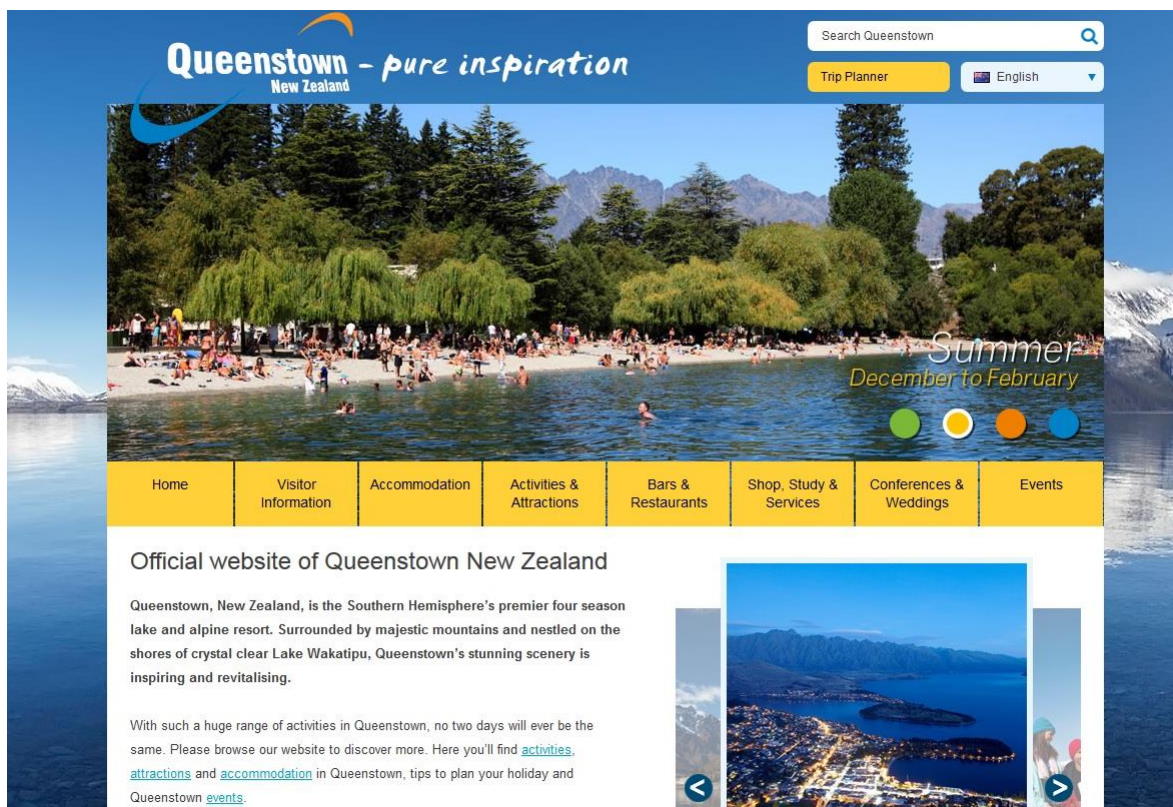 Queenstown
New Zealand
- pure inspiration
Search Queenstown
Trip Planner
English
Summer
December to February
Home
Visitor
Information
Accommodation
Activities &
Attractions
Bars &
Restaurants
Shop, Study &
Services
Conferences &
Weddings
Events
Official website of Queenstown New Zealand
Queenstown, New Zealand, is the Southern Hemisphere's premier four season
lake and alpine resort. Surrounded by majestic mountains and nestled on the
shores of crystal clear Lake Wakatipu, Queenstown's stunning scenery is
inspiring and revitalising.
With such a huge range of activities in Queenstown, no two days will ever be the
same. Please browse our website to discover more. Here you'll find activities,
attractions and accommodation in Queenstown, tips to plan your holiday and
Queenstown events.